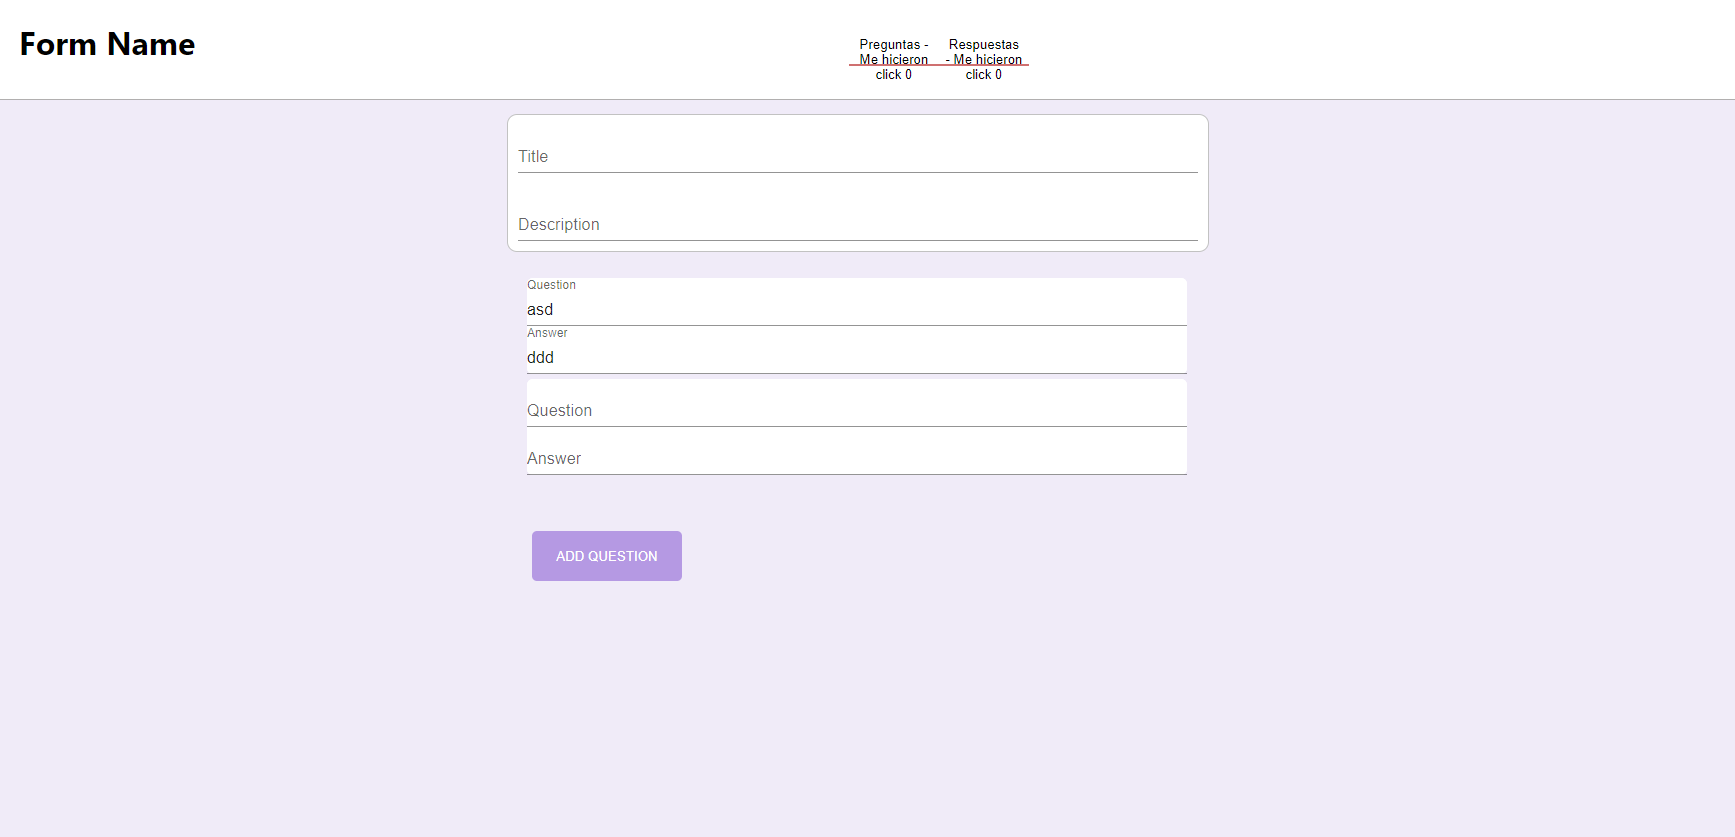 Form Name
Preguntas -
Me hicieron
click 0
Respuestas
- Me hicieron
click 0
Title
Description
Question
asd
Answer
ddd
Question
Answer
ADD QUESTION